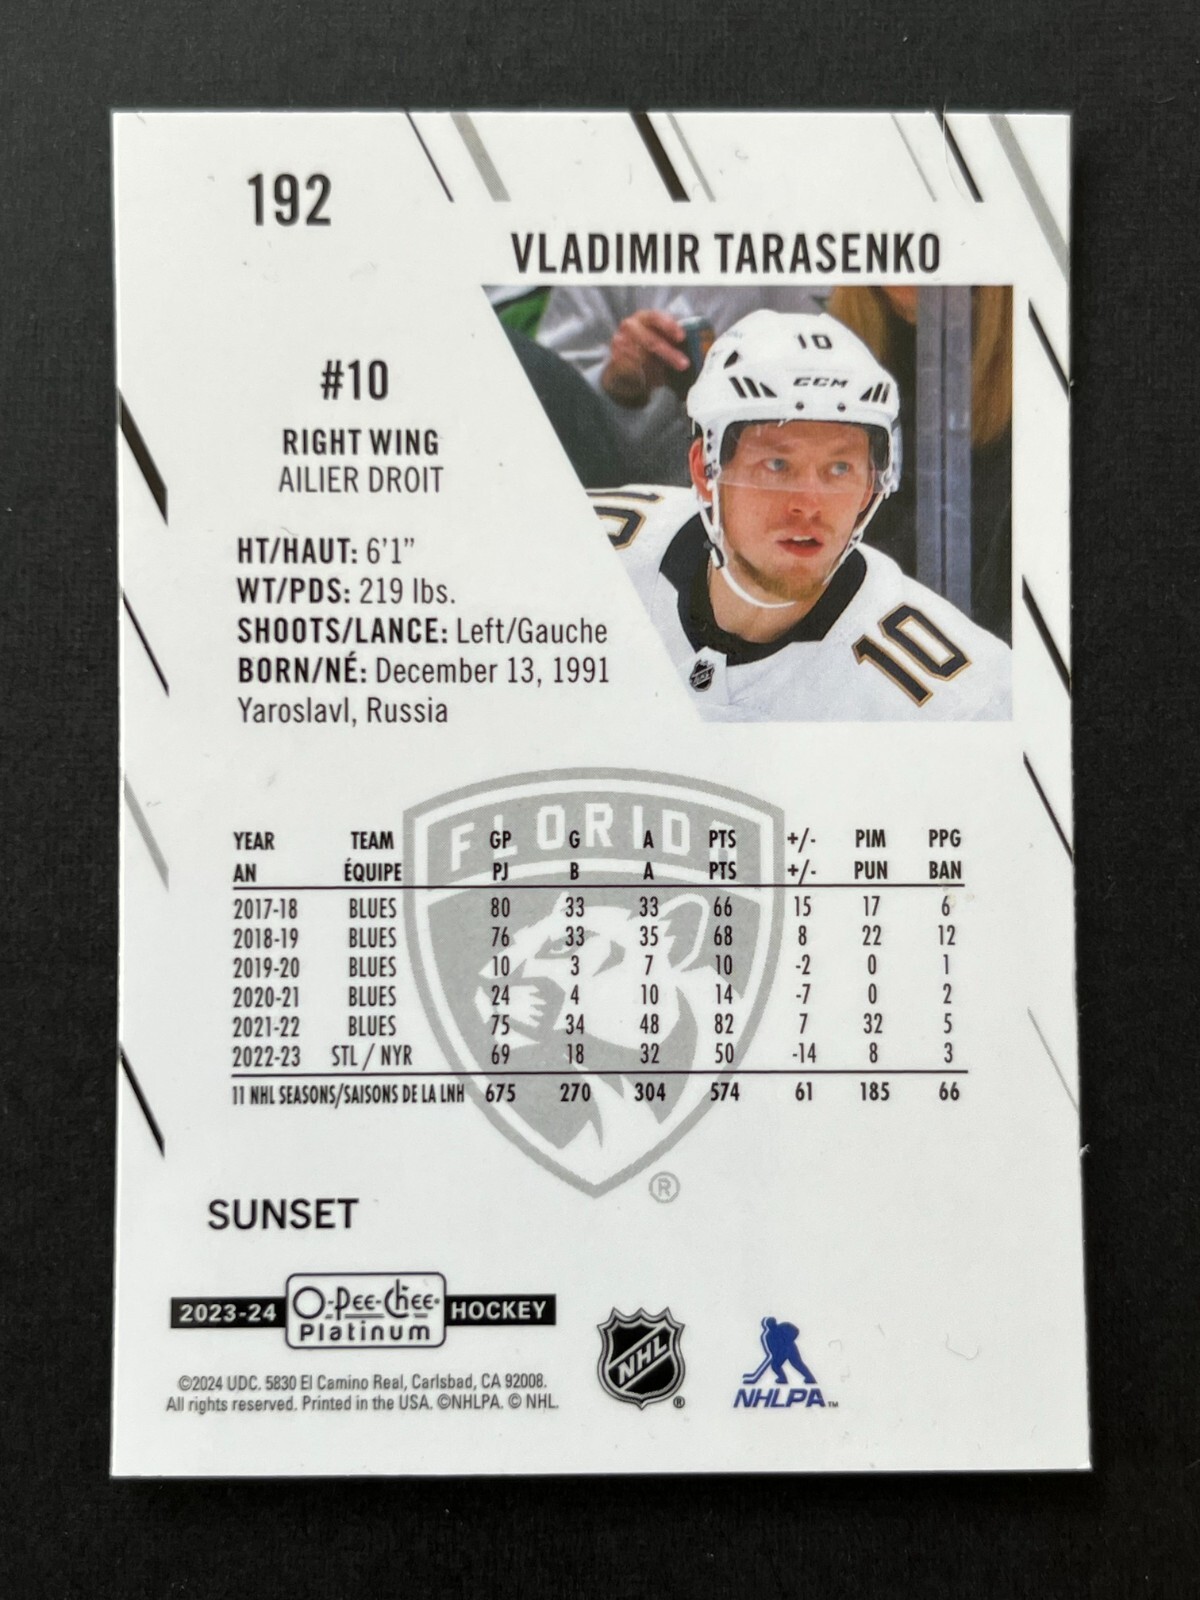 192
VLADIMIR TARASENKO
10
CCM
10
#10
RIGHT WING
AILIER DROIT
HT/HAUT: 6'1"
WT/PDS: 219 lbs.
SHOOTS/LANCE: Left/Gauche
BORN/NÉ: December 13, 1991
Yaroslavl, Russia
FLORIDA
YEAR TEAM GP G A PTS +/- PIM PPG
AN ÉQUIPE PJ B A PTS +/- PUN BAN
2017-18 BLUES 80 33 33 66 15 17 6
2018-19 BLUES 76 33 35 68 8 22 12
2019-20 BLUES 10 3 7 10 -2 0 1
2020-21 BLUES 24 4 10 14 -7 0 2
2021-22 BLUES 75 34 48 82 7 32 5
2022-23 STL / NYR 69 18 32 50 -14 8 3
11 NHL SEASONS/SAISONS DE LA LNH 675 270 304 574 61 185 66
®
SUNSET
2023-24 O-Pee-Chee HOCKEY
Platinum
NHL ®
NHLPA™
©2024 UDC. 5830 El Camino Real, Carlsbad, CA 92008.
All rights reserved. Printed in the USA. ©NHLPA. © NHL.